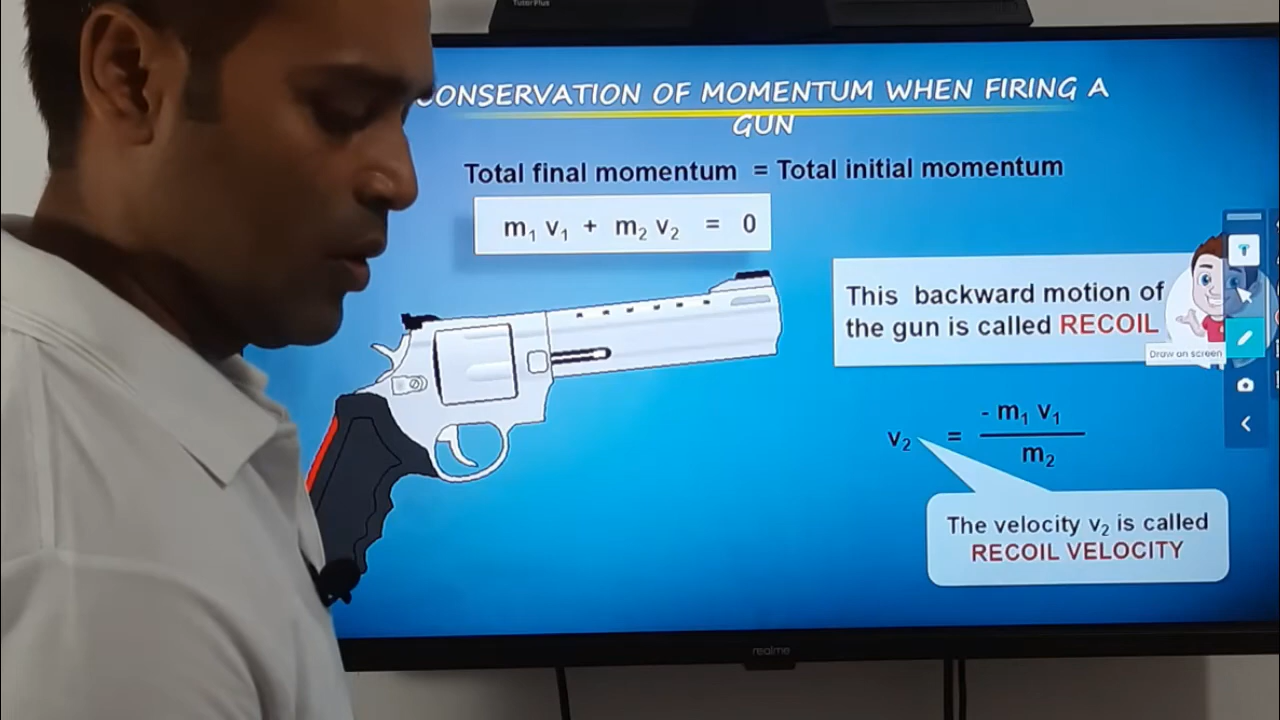 Tutor Plus
CONSERVATION OF MOMENTUM WHEN FIRING A
GUN
Total final momentum = Total initial momentum
m₁ v₁ + m₂ v₂ = 0
This backward motion of
the gun is called RECOIL
T
Draw on screen
v₂ = - m₁ v₁
m₂
The velocity v₂ is called
RECOIL VELOCITY
realme